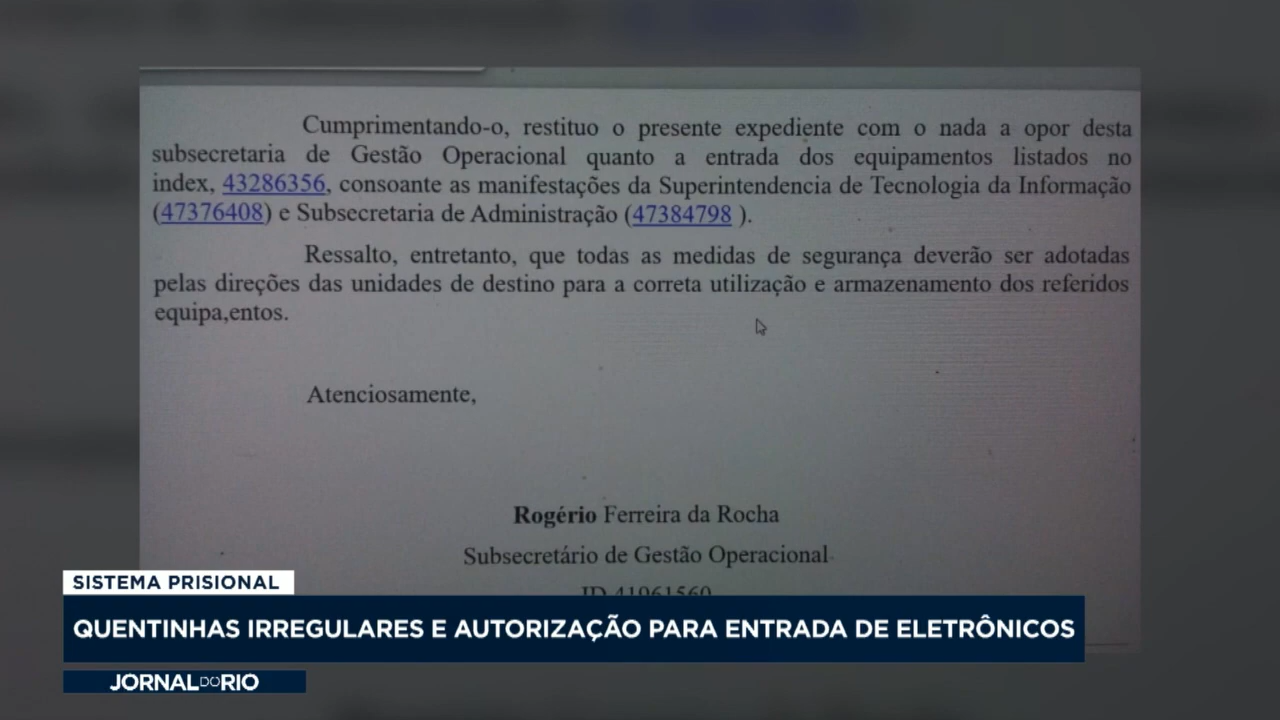 Cumprimentando-o, restituo o presente expediente com o nada a opor desta
subsecretaria de Gestão Operacional quanto a entrada dos equipamentos listados no
index, 43286356, consoante as manifestações da Superintendencia de Tecnologia da Informação
(47376408) e Subsecretaria de Administração (47384798 ).
Ressalto, entretanto, que todas as medidas de segurança deverão ser adotadas
pelas direções das unidades de destino para a correta utilização e armazenamento dos referidos
equipa,entos.
Atenciosamente,
Rogério Ferreira da Rocha
Subsecretário de Gestão Operacional
ID 41061560
SISTEMA PRISIONAL
QUENTINHAS IRREGULARES E AUTORIZAÇÃO PARA ENTRADA DE ELETRÔNICOS
JORNAL DO RIO